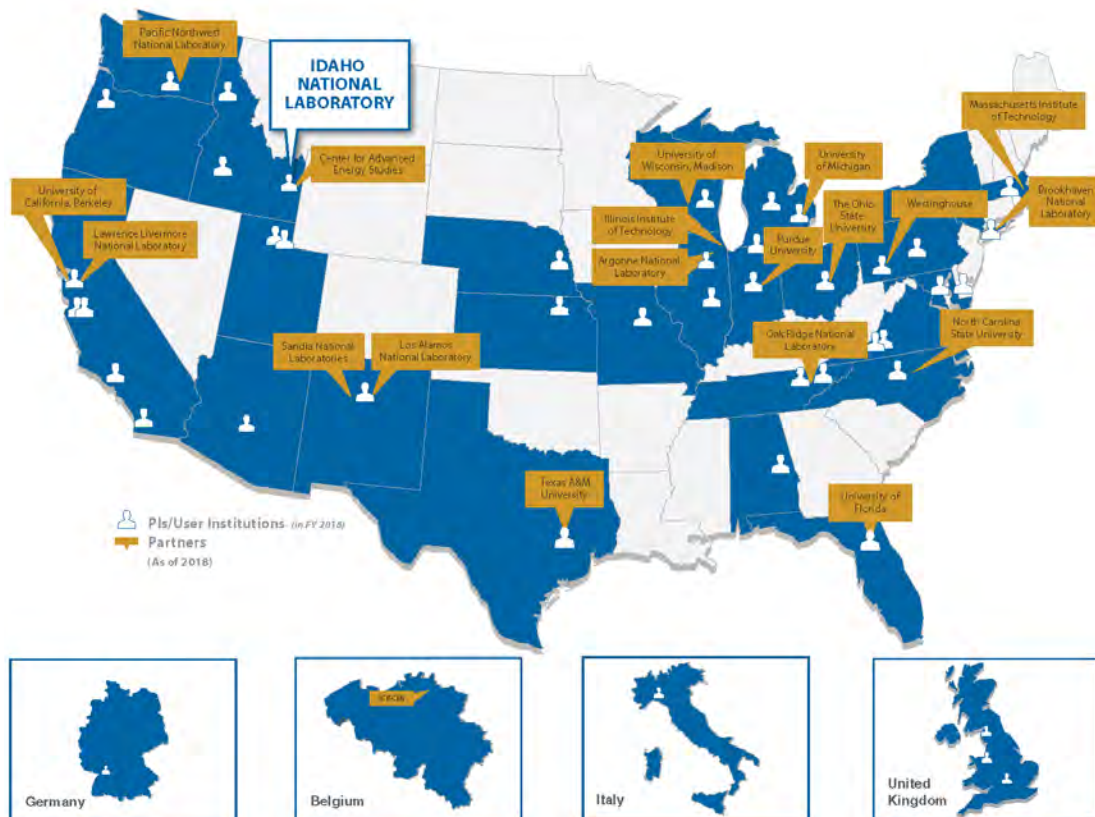 Pacific Northwest
National Laboratory
IDAHO
NATIONAL
LABORATORY
Center for Advanced
Energy Studies
University of
California, Berkeley
Lawrence Livermore
National Laboratory
University of
Wisconsin, Madison
University of
Michigan
Massachusetts Institute
of Technology
Illinois Institute
of Technology
The Ohio
State
University
Westinghouse
Brookhaven
National
Laboratory
Argonne National
Laboratory
Purdue
University
Sandia National
Laboratories
Los Alamos
National Laboratory
Oak Ridge National
Laboratory
North Carolina
State University
Texas A&M
University
University of
Florida
PIs/User Institutions (in FY 2018)
Partners
(As of 2018)
Germany
Belgium
Italy
United
Kingdom